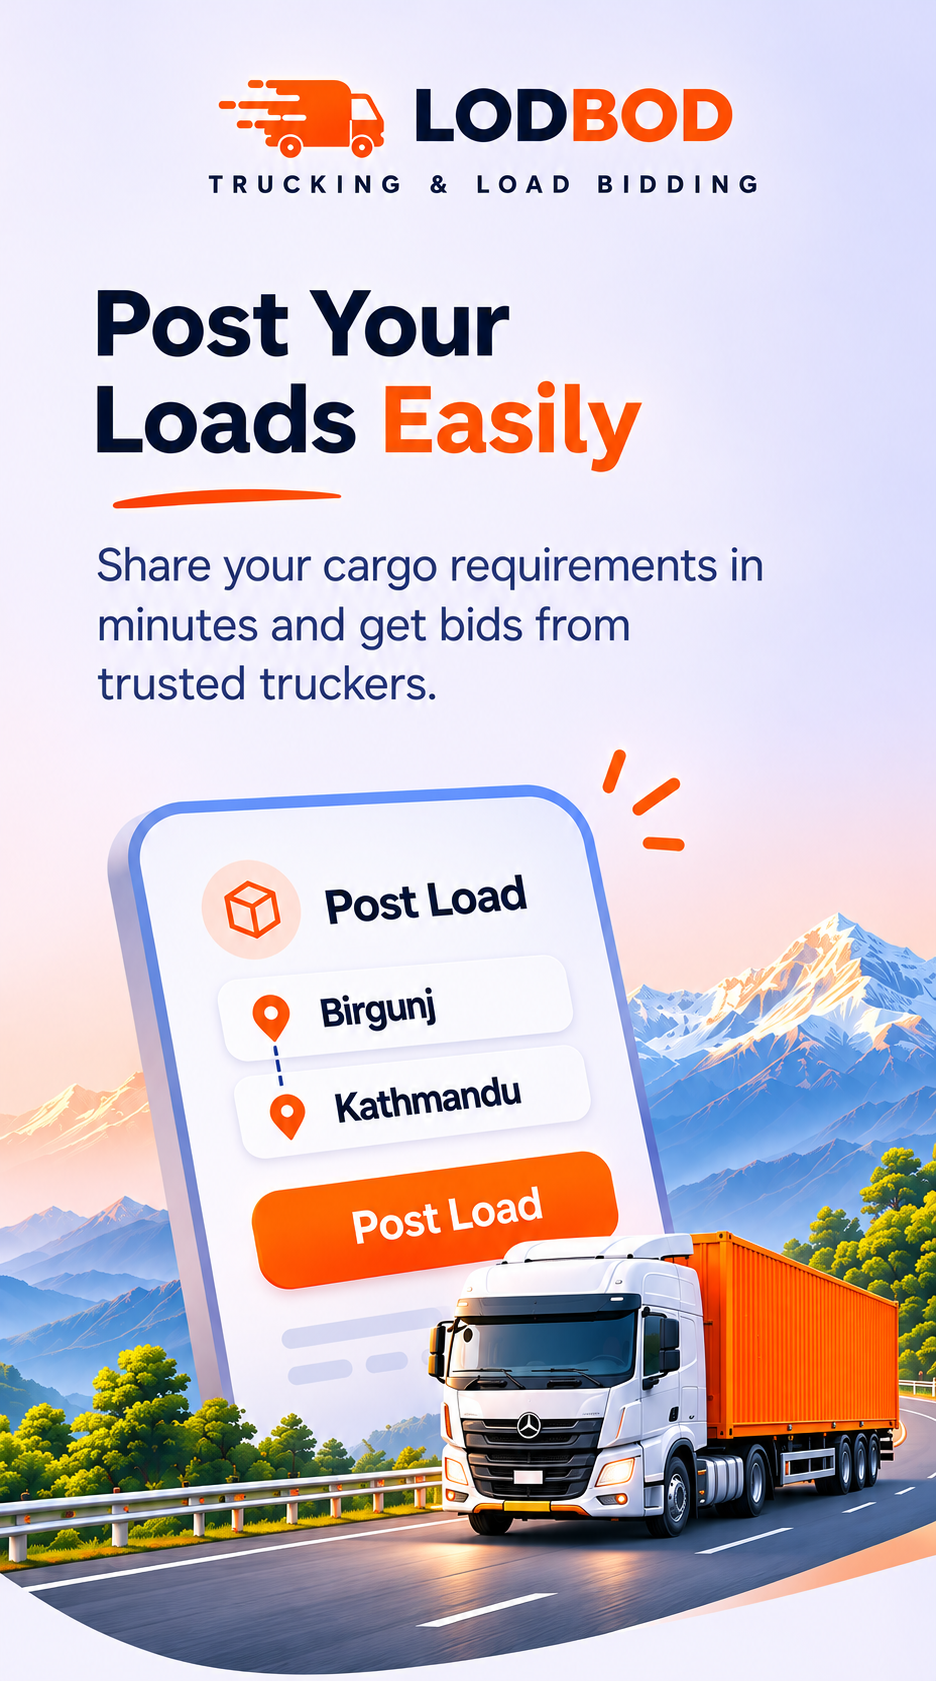 LODBOD
TRUCKING & LOAD BIDDING
Post Your
Loads Easily
Share your cargo requirements in
minutes and get bids from
trusted truckers.
Post Load
Birgunj
Kathmandu
Post Load